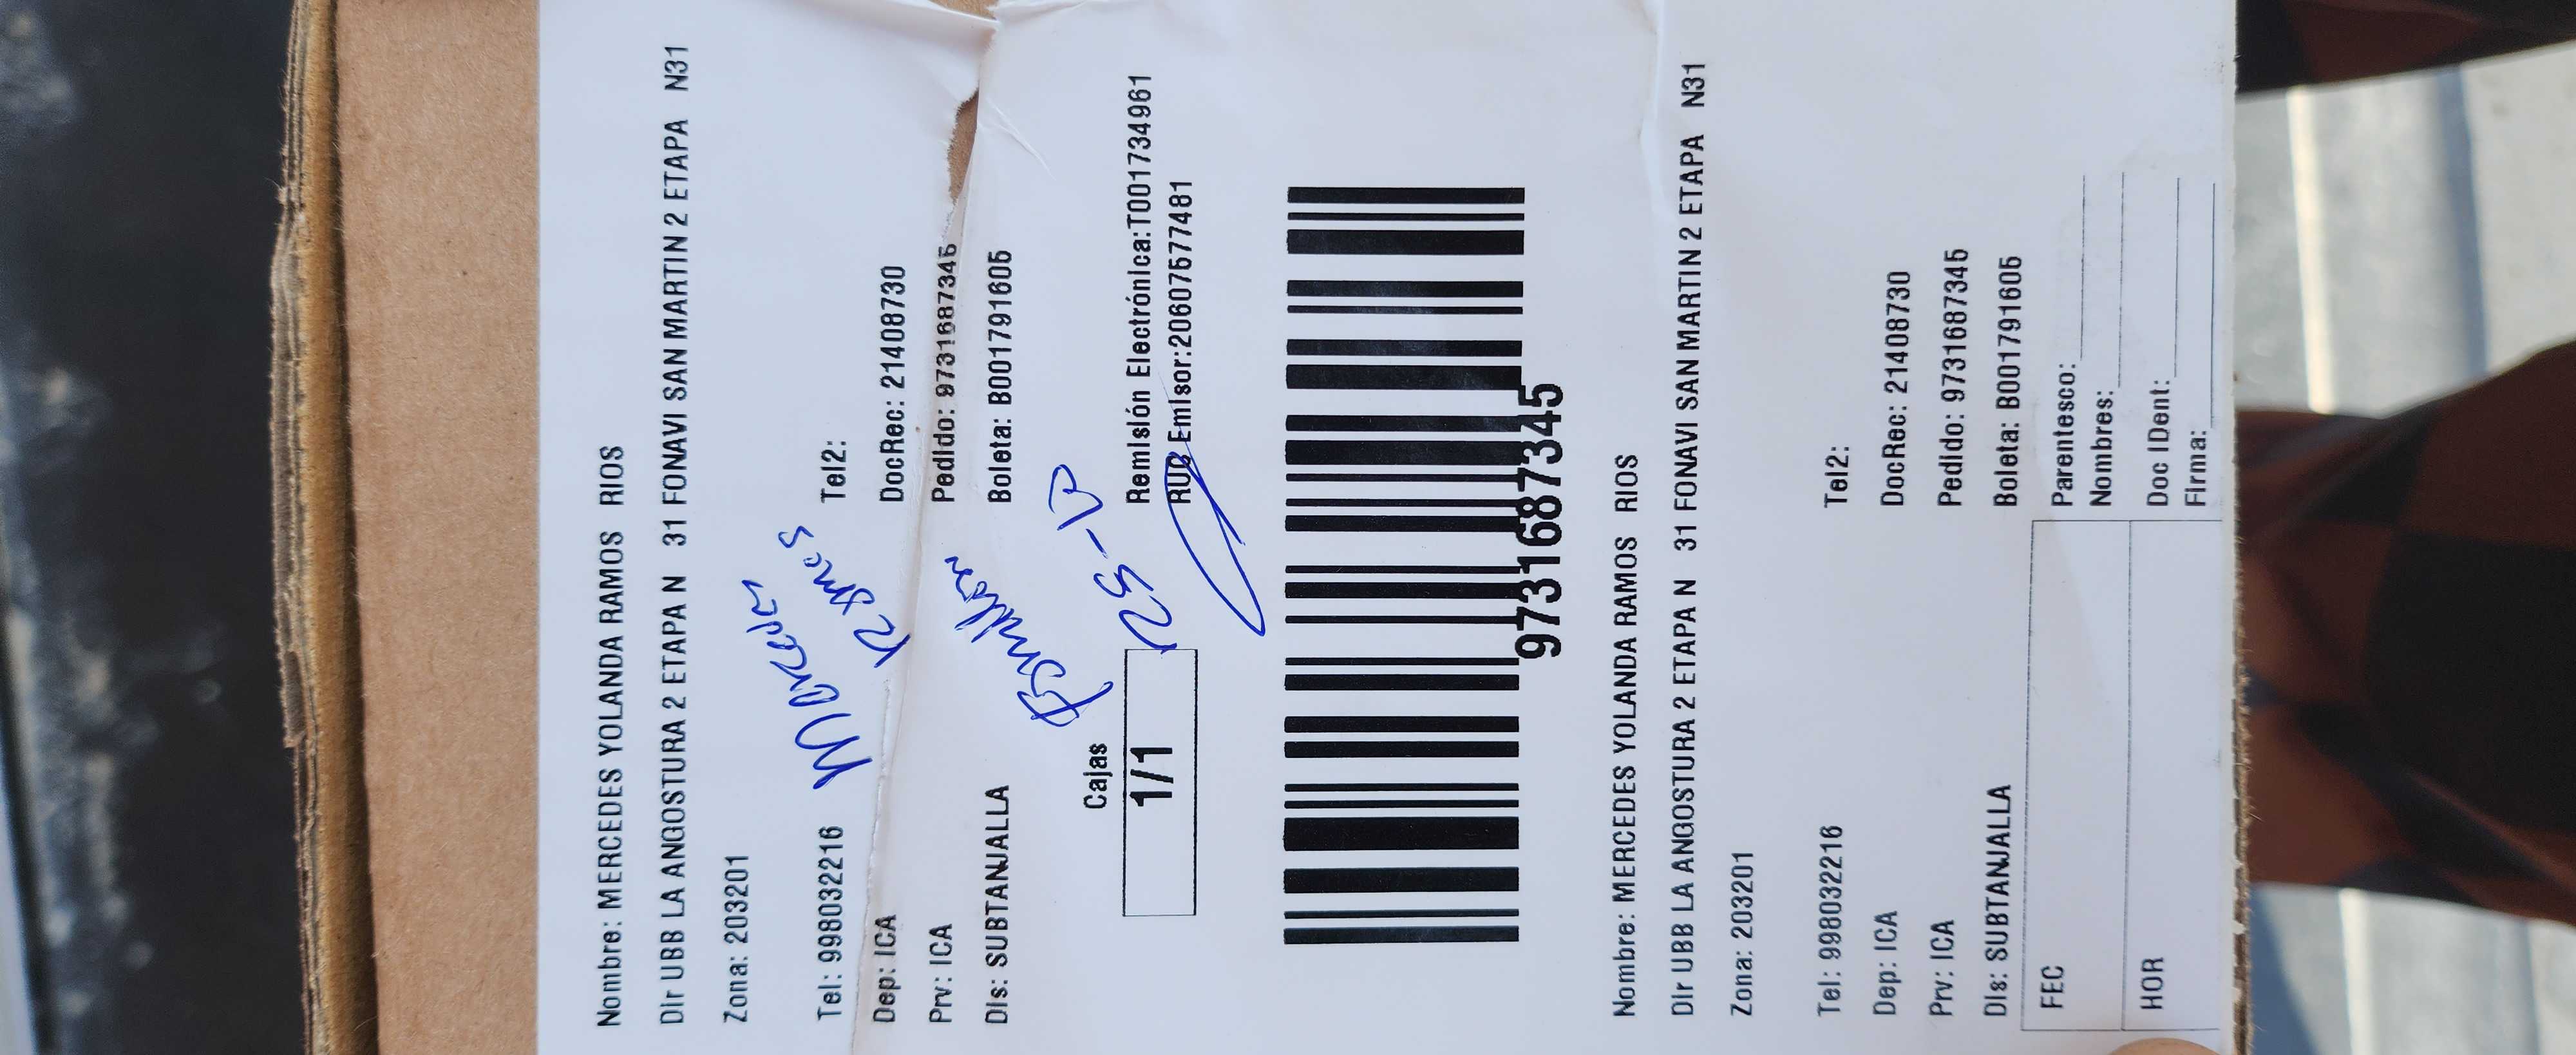 Nombre: MERCEDES YOLANDA RAMOS RIOS
Dir UBB LA ANGOSTURA 2 ETAPA N 31 FONAVI SAN MARTIN 2 ETAPA N31
Zona: 203201
Tel: 998032216 Tel2:
Mercedes
Ramos
Dep: ICA DocRec: 21408730
Prv: ICA Pedido: 9731687345
Dis: SUBTANJALLA Boleta: B001791605
Cajas
1/1
Remisión Electrónica:T001734961
RUC Emisor:20607577481
9731687345
Nombre: MERCEDES YOLANDA RAMOS RIOS
Dir UBB LA ANGOSTURA 2 ETAPA N 31 FONAVI SAN MARTIN 2 ETAPA N31
Zona: 203201
Tel: 998032216 Tel2:
Dep: ICA DocRec: 21408730
Prv: ICA Pedido: 9731687345
Dis: SUBTANJALLA Boleta: B001791605
FEC Parentesco:
Nombres:
HOR Doc IDent:
Firma: